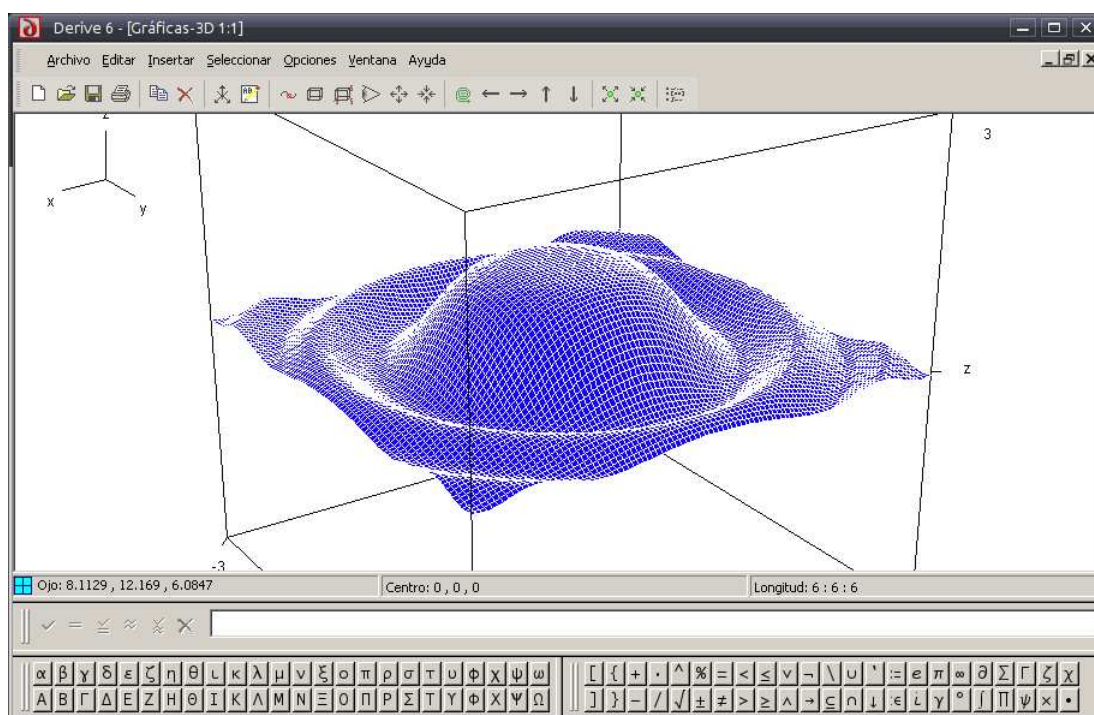 Derive 6 - [Gráficas-3D 1:1]
Archivo Editar Insertar Seleccionar Opciones Ventana Ayuda
z
3
x
y
z
-3
Ojo: 8.1129 , 12.169 , 6.0847 Centro: 0 , 0 , 0 Longitud: 6 : 6 : 6
α β γ δ ε ζ η θ ι κ λ μ ν ξ ο π ρ σ τ υ φ χ ψ ω [ { + · ^ % = < ≤ ∨ ¬ \ ∪ ' := e π ∞ ∂ ∑ Γ ζ χ
Α Β Γ Δ Ε Ζ Η Θ Ι Κ Λ Μ Ν Ξ Ο Π Ρ Σ Τ Υ Φ Χ Ψ Ω ] } − / √ ± ≠ > ≥ ∧ → ⊆ ∩ ↓ :∈ i γ ° ∫ ∏ ψ × •